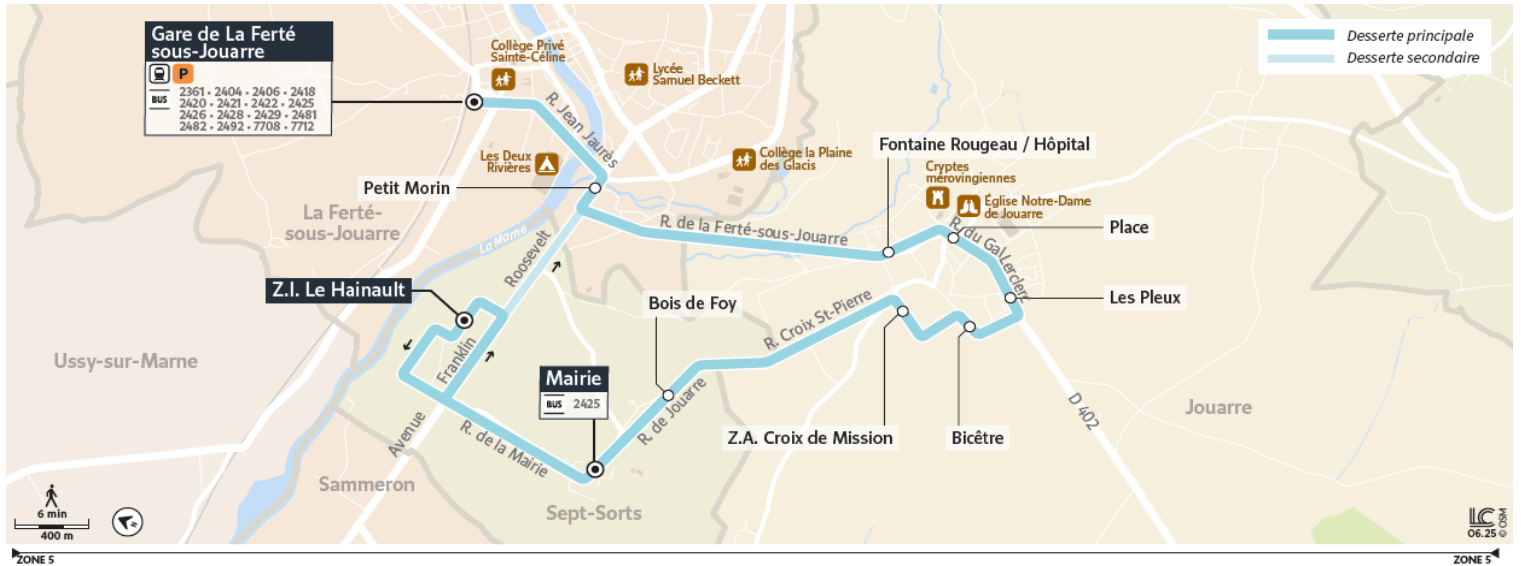 Gare de La Ferté
sous-Jouarre
P
BUS
2361 • 2404 • 2406 • 2418
2420 • 2421 • 2422 • 2425
2426 • 2428 • 2429 • 2481
2482 • 2492 • 7708 • 7712
Collège Privé
Sainte-Céline
Lycée
Samuel Beckett
Desserte principale
Desserte secondaire
R. Jean Jaurès
Les Deux
Rivières
Collège la Plaine
des Glacis
Fontaine Rougeau / Hôpital
Cryptes
mérovingiennes
Église Notre-Dame
de Jouarre
Petit Morin
La Ferté-
sous-Jouarre
La Marne
R. de la Ferté-sous-Jouarre
R. du Gal Lerclerc
Place
Roosevelt
Z.I. Le Hainault
Bois de Foy
R. Croix St-Pierre
Les Pleux
Ussy-sur-Marne
Franklin
Mairie
BUS 2425
Avenue
R. de la Mairie
R. de Jouarre
Z.A. Croix de Mission
Bicêtre
D 402
Jouarre
Sammeron
Sept-Sorts
6 min
400 m
LC
06.25 © OSM
ZONE 5
ZONE 5